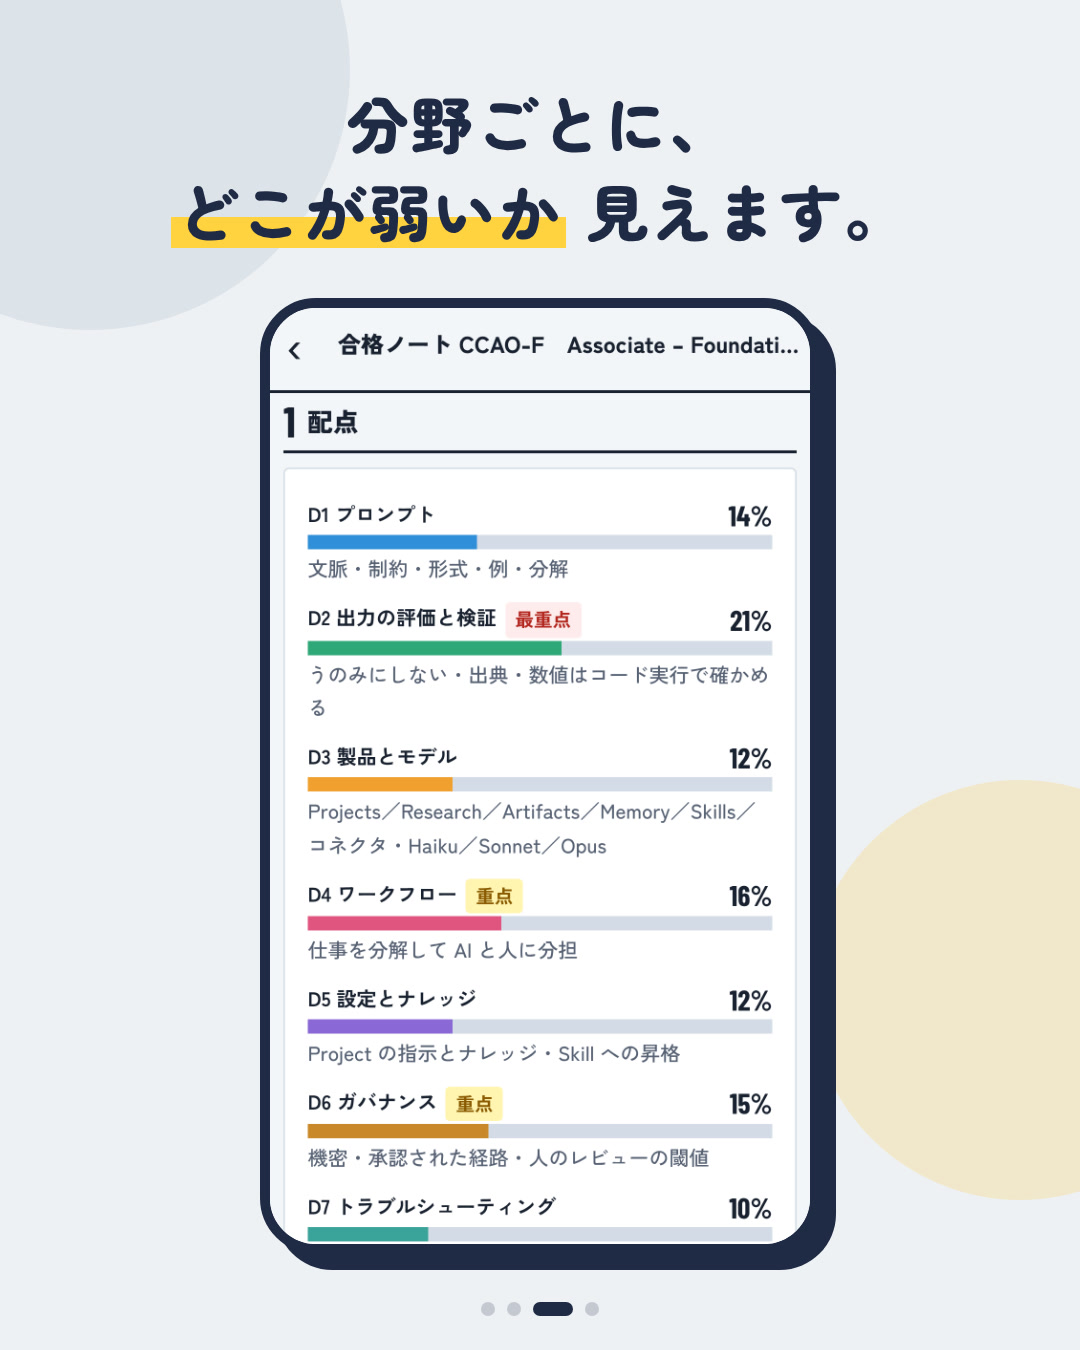 分野ごとに、
どこが弱いか 見えます。
‹ 合格ノート CCAO-F Associate – Foundati...
1 配点
D1 プロンプト 14%
文脈・制約・形式・例・分解
D2 出力の評価と検証 最重点 21%
うのみにしない・出典・数値はコード実行で確かめ
る
D3 製品とモデル 12%
Projects／Research／Artifacts／Memory／Skills／
コネクタ・Haiku／Sonnet／Opus
D4 ワークフロー 重点 16%
仕事を分解して AI と人に分担
D5 設定とナレッジ 12%
Project の指示とナレッジ・Skill への昇格
D6 ガバナンス 重点 15%
機密・承認された経路・人のレビューの閾値
D7 トラブルシューティング 10%